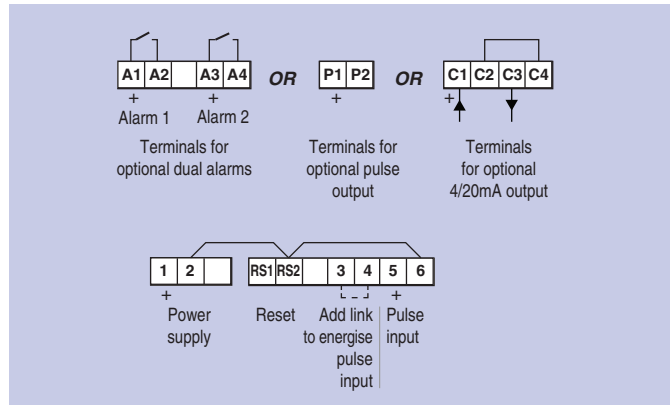 A1 A2 A3 A4 OR P1 P2 OR C1 C2 C3 C4
+ + + +
Alarm 1 Alarm 2
Terminals for
optional dual alarms
Terminals for
optional pulse
output
Terminals
for optional
4/20mA output
1 2 RS1 RS2 3 4 5 6
+ +
Power
supply
Reset
Add link
to energise
pulse
input
Pulse
input